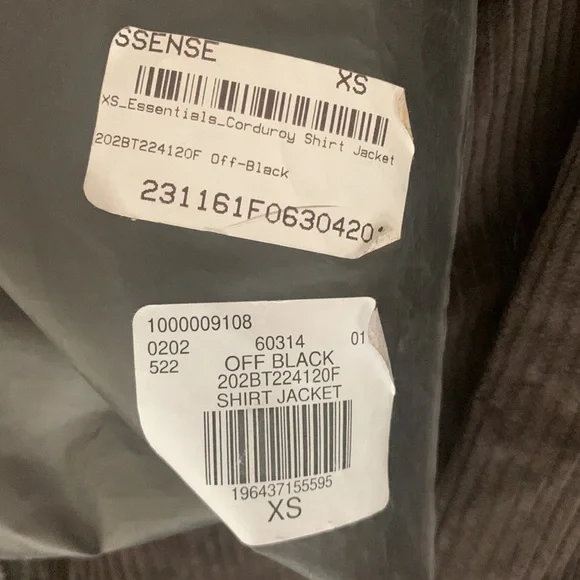 SSENSE
XS
XS_Essentials_Corduroy Shirt Jacket
202BT224120F Off-Black
231161F0630420
1000009108
0202 60314 01
522
OFF BLACK
202BT224120F
SHIRT JACKET
196437155595
XS